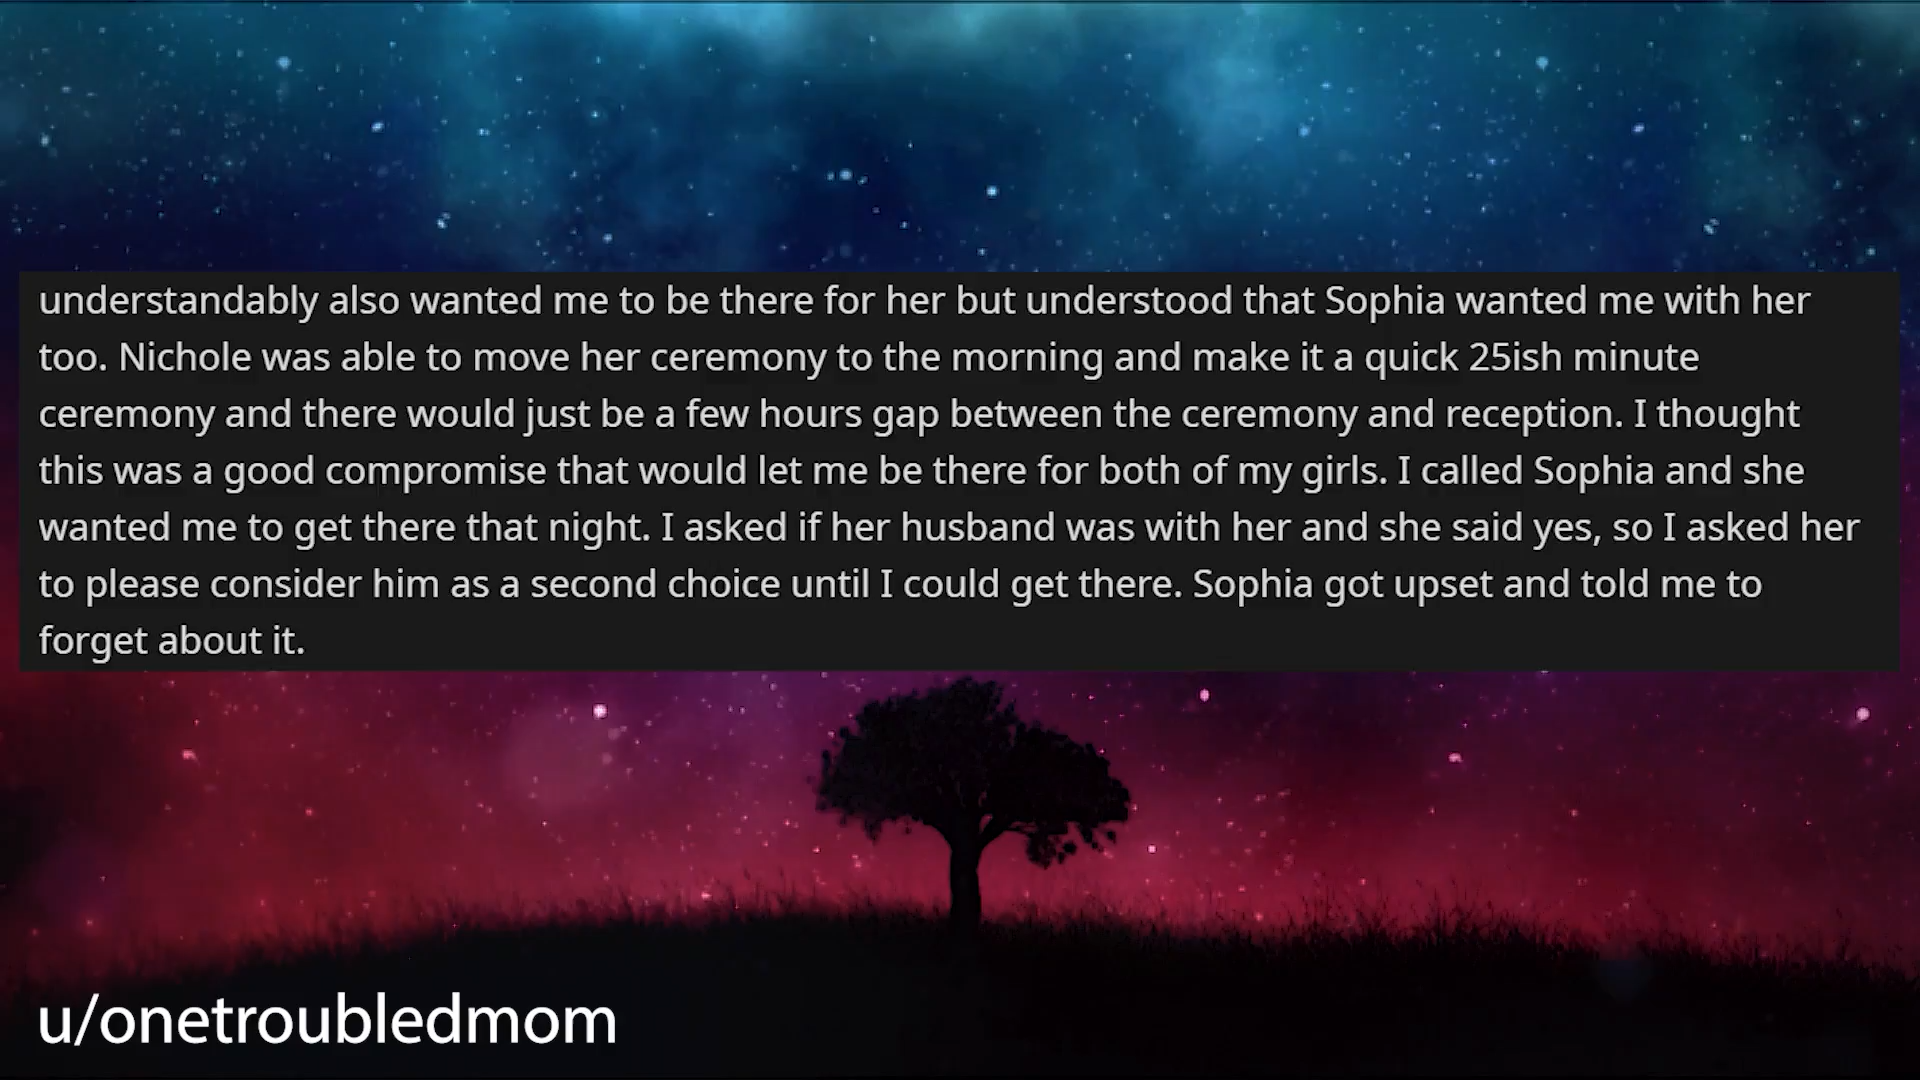 understandably also wanted me to be there for her but understood that Sophia wanted me with her
too. Nichole was able to move her ceremony to the morning and make it a quick 25ish minute
ceremony and there would just be a few hours gap between the ceremony and reception. I thought
this was a good compromise that would let me be there for both of my girls. I called Sophia and she
wanted me to get there that night. I asked if her husband was with her and she said yes, so I asked her
to please consider him as a second choice until I could get there. Sophia got upset and told me to
forget about it.
u/onetroubledmom